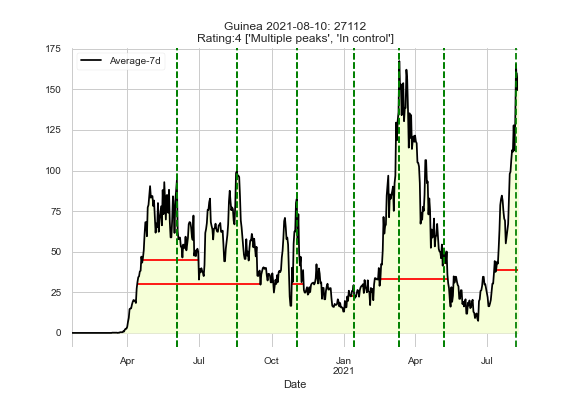 Guinea 2021-08-10: 27112
Rating:4 ['Multiple peaks', 'In control']
175
150
125
100
75
50
25
0
Average-7d
Apr
Jul
Oct
Jan
2021
Apr
Jul
Date